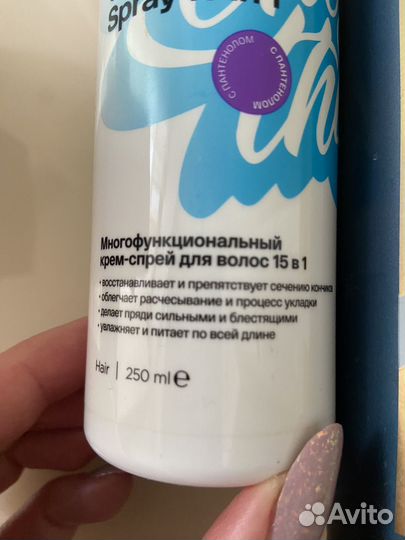 Spray
С ПАНТЕНОЛОМ
С ПАНТЕНОЛОМ
Многофункциональный
крем-спрей для волос 15 в 1
• восстанавливает и препятствует сечению кончиков
• облегчает расчесывание и процесс укладки
• делает пряди сильными и блестящими
• увлажняет и питает по всей длине
Hair | 250 ml e
Avito